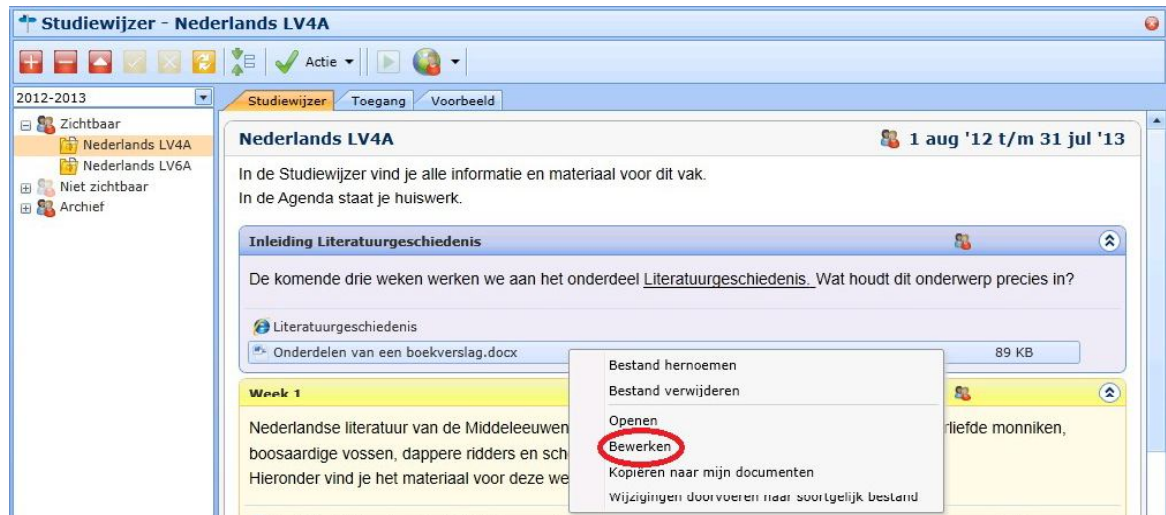 Studiewijzer - Nederlands LV4A
Actie
2012-2013
Studiewijzer Toegang Voorbeeld
Zichtbaar
Nederlands LV4A
Nederlands LV6A
Niet zichtbaar
Archief
Nederlands LV4A 1 aug '12 t/m 31 jul '13
In de Studiewijzer vind je alle informatie en materiaal voor dit vak.
In de Agenda staat je huiswerk.
Inleiding Literatuurgeschiedenis
De komende drie weken werken we aan het onderdeel Literatuurgeschiedenis. Wat houdt dit onderwerp precies in?
Literatuurgeschiedenis
Onderdelen van een boekverslag.docx 89 KB
Bestand hernoemen
Bestand verwijderen
Openen
Bewerken
Kopiëren naar mijn documenten
Wijzigingen doorvoeren naar soortgelijk bestand
Week 1
Nederlandse literatuur van de Middeleeuwen rliefde monniken,
boosaardige vossen, dappere ridders en sch
Hieronder vind je het materiaal voor deze we